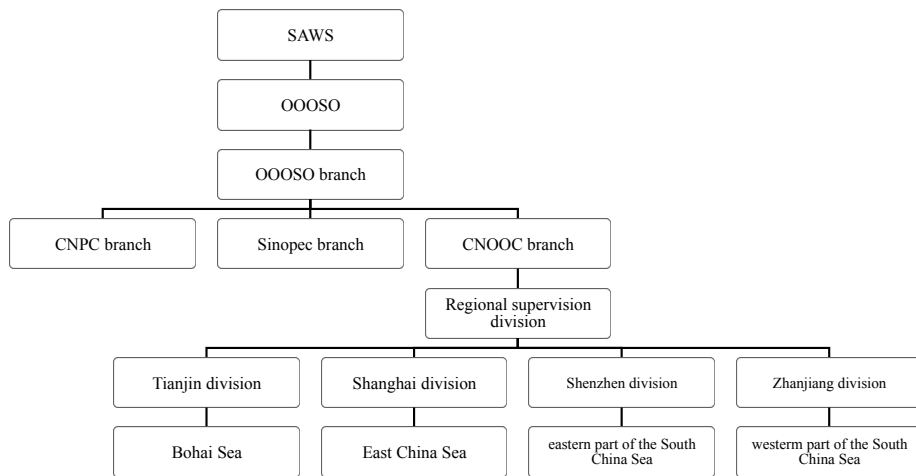 SAWS
OOOSO
OOOSO branch
CNPC branch
Sinopec branch
CNOOC branch
Regional supervision
division
Tianjin division
Shanghai division
Shenzhen division
Zhanjiang division
Bohai Sea
East China Sea
eastern part of the South
China Sea
westerm part of the South
China Sea